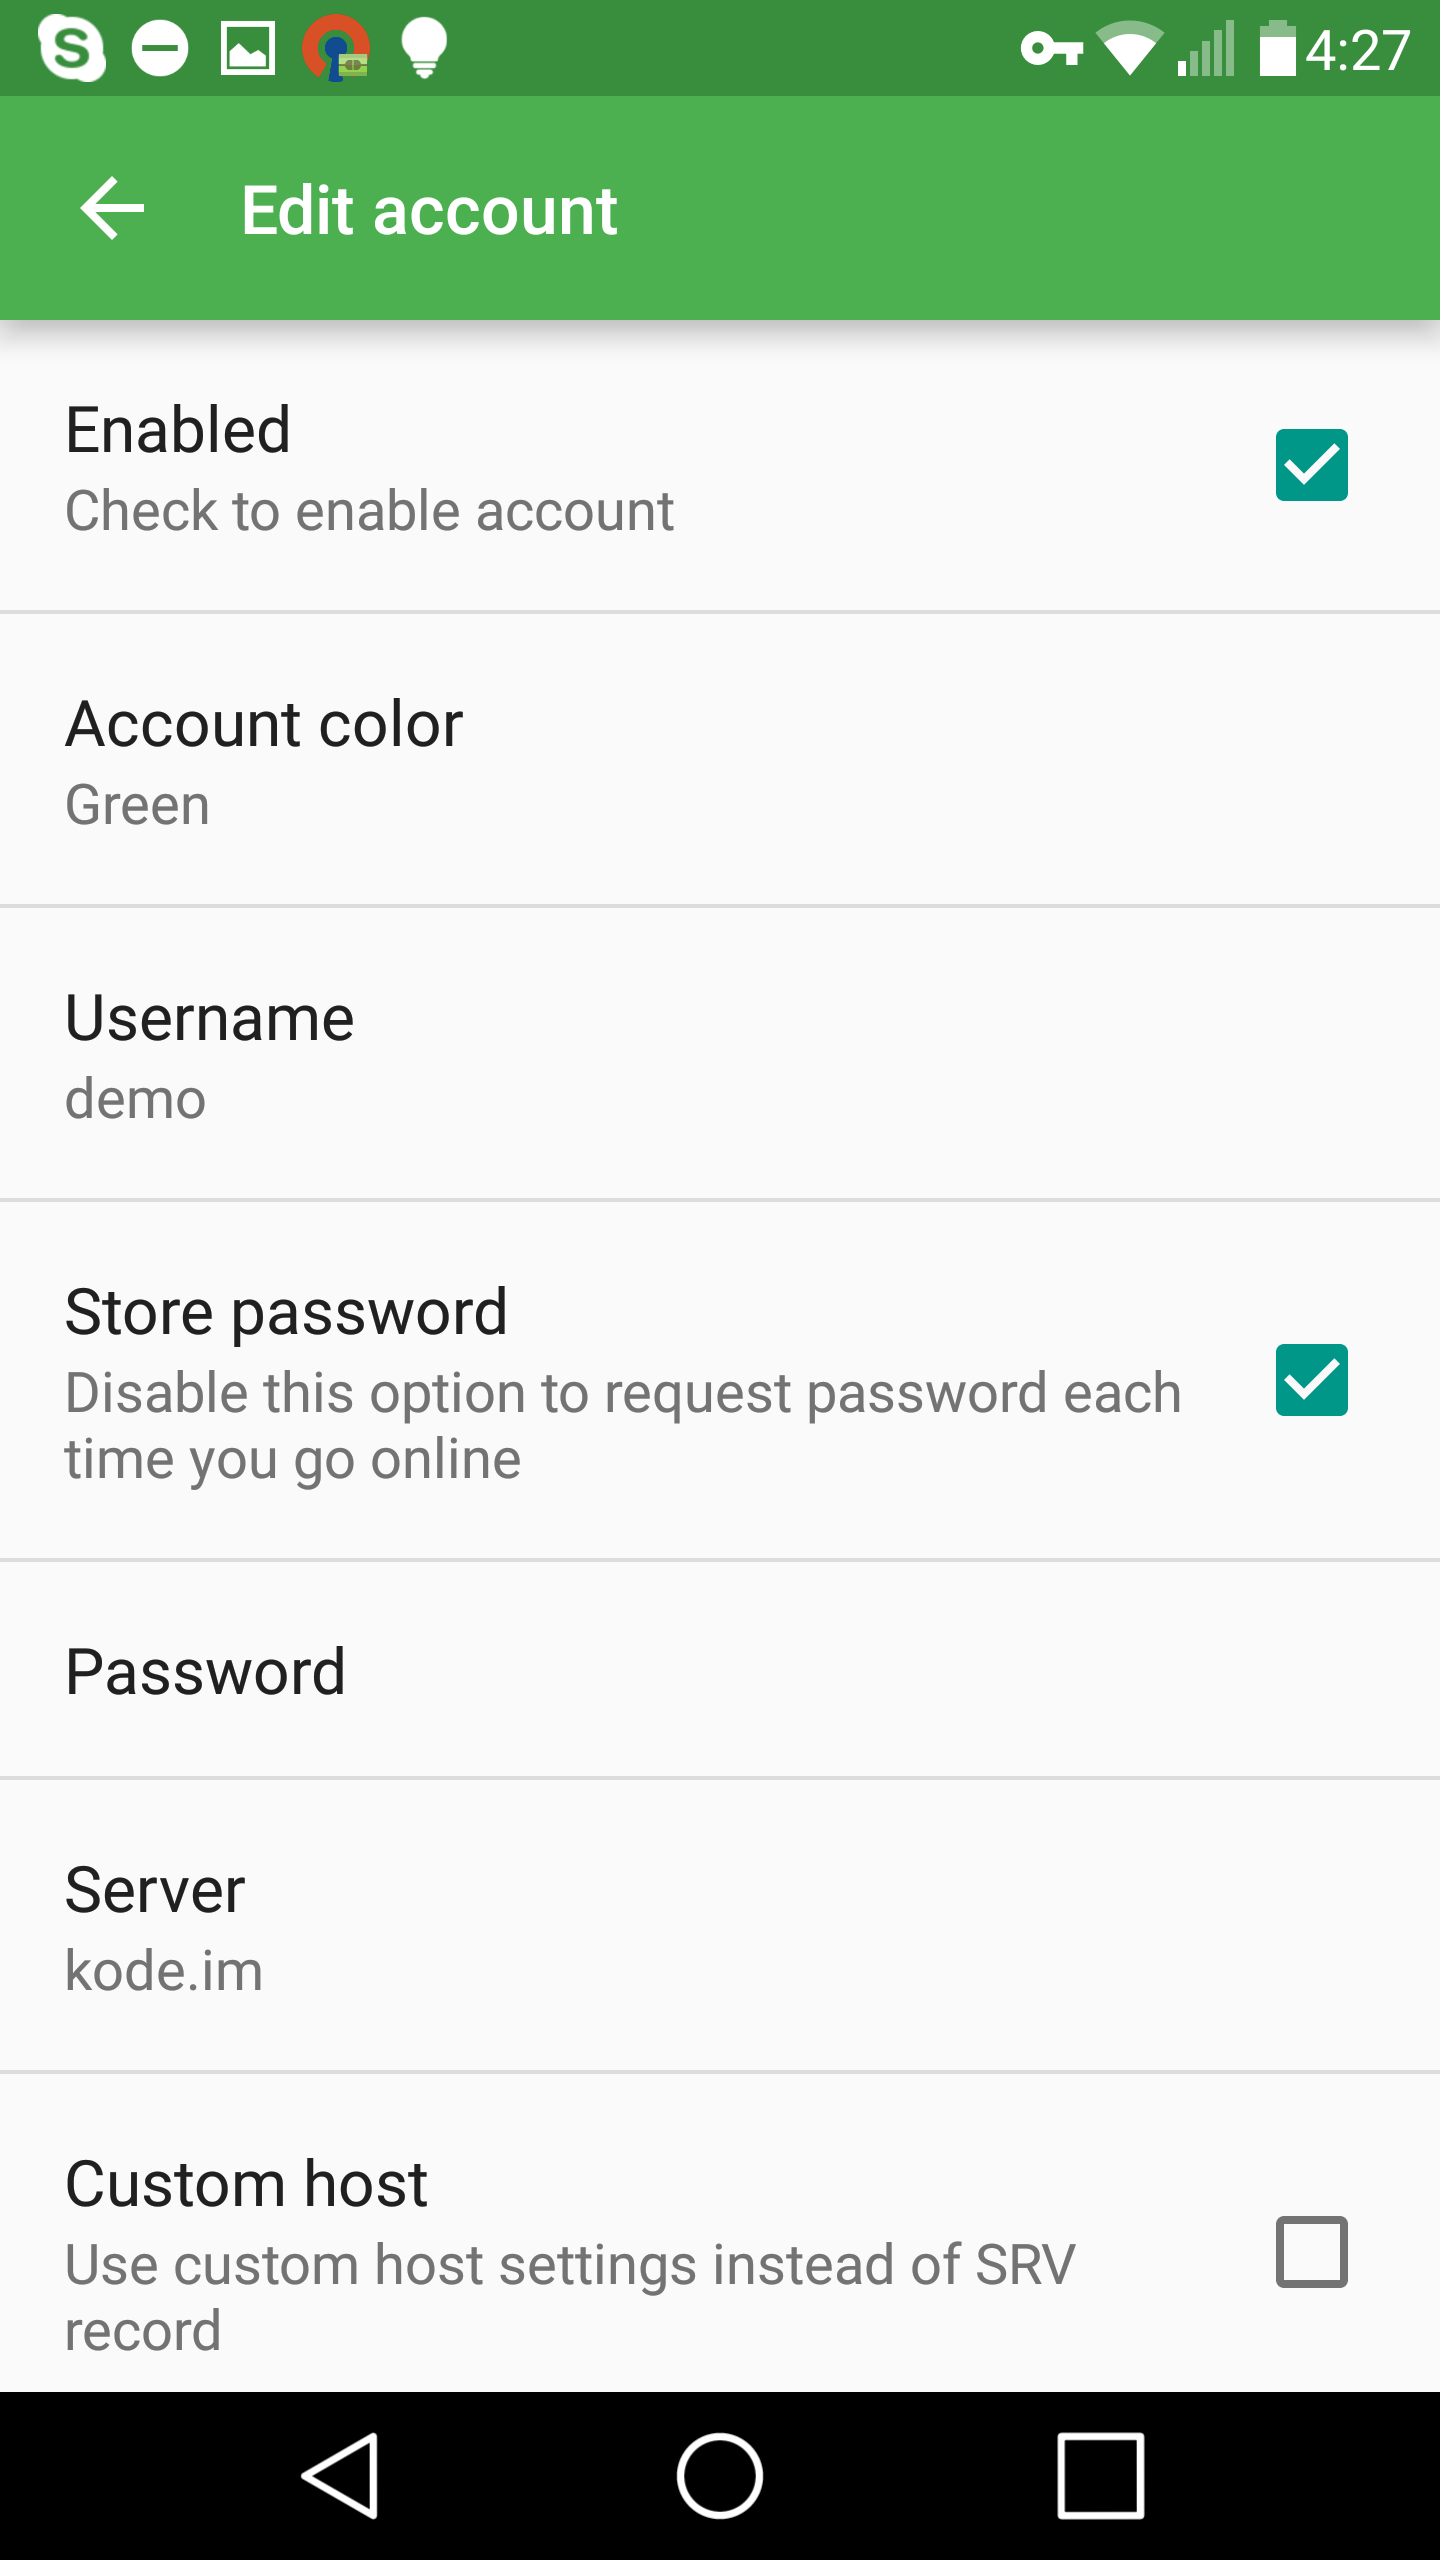 4:27
Edit account
Enabled
Check to enable account
Account color
Green
Username
demo
Store password
Disable this option to request password each
time you go online
Password
Server
kode.im
Custom host
Use custom host settings instead of SRV
record